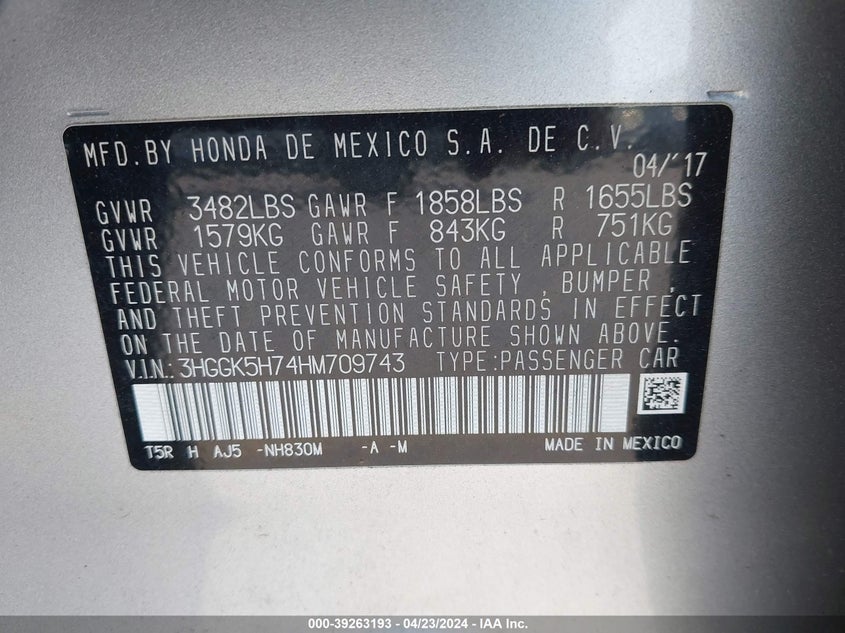 MFD.BY HONDA DE MEXICO S.A. DE C.V.
04/'17
GVWR 3482LBS GAWR F 1858LBS R 1655LBS
GVWR 1579KG GAWR F 843KG R 751KG
THIS VEHICLE CONFORMS TO ALL APPLICABLE
FEDERAL MOTOR VEHICLE SAFETY , BUMPER ,
AND THEFT PREVENTION STANDARDS IN EFFECT
ON THE DATE OF MANUFACTURE SHOWN ABOVE.
V.I.N.: 3HGGK5H74HM709743 TYPE:PASSENGER CAR
T5R H AJ5 -NH830M -A -M MADE IN MEXICO
000-39263193 - 04/23/2024 - IAA Inc.